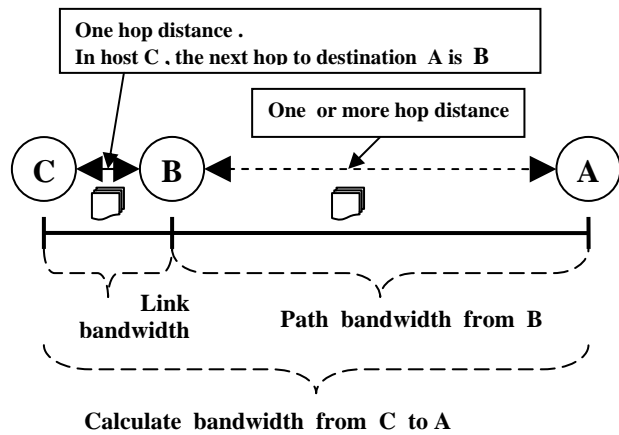 One hop distance .
In host C , the next hop to destination A is B
One or more hop distance
C
B
A
Link
bandwidth
Path bandwidth from B
Calculate bandwidth from C to A